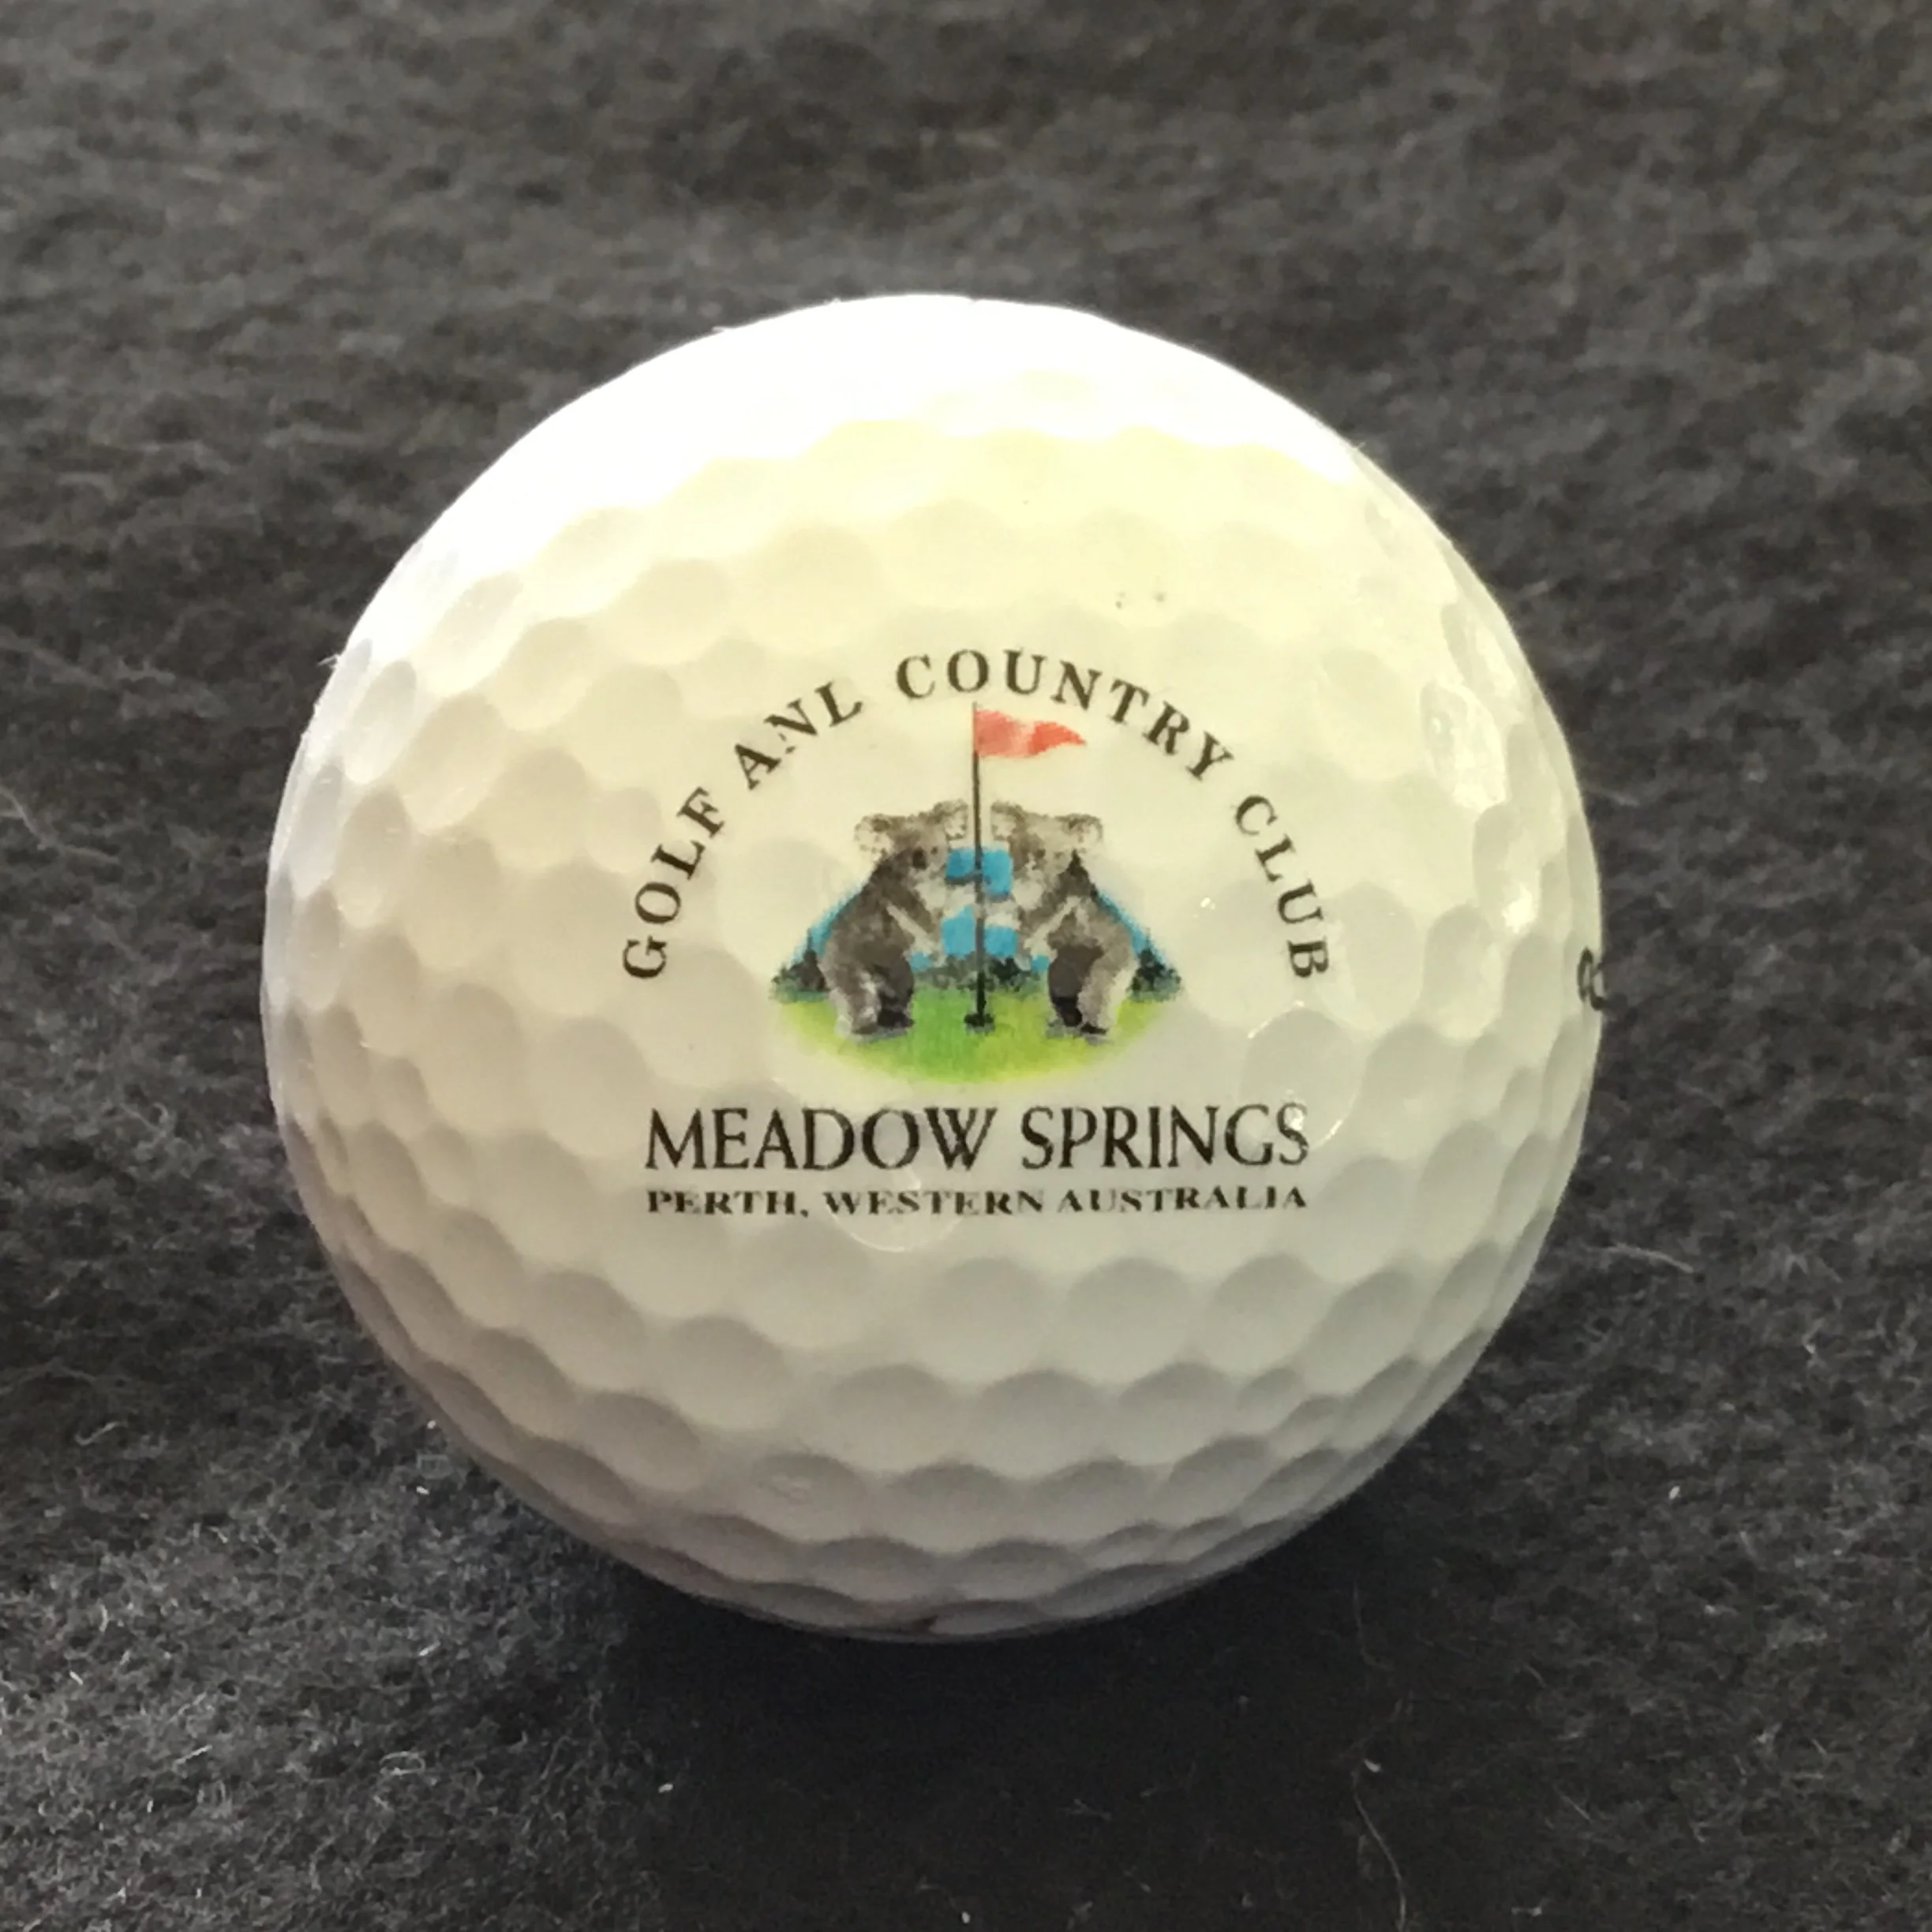 GOLF ANL COUNTRY CLUB
MEADOW SPRINGS
PERTH, WESTERN AUSTRALIA